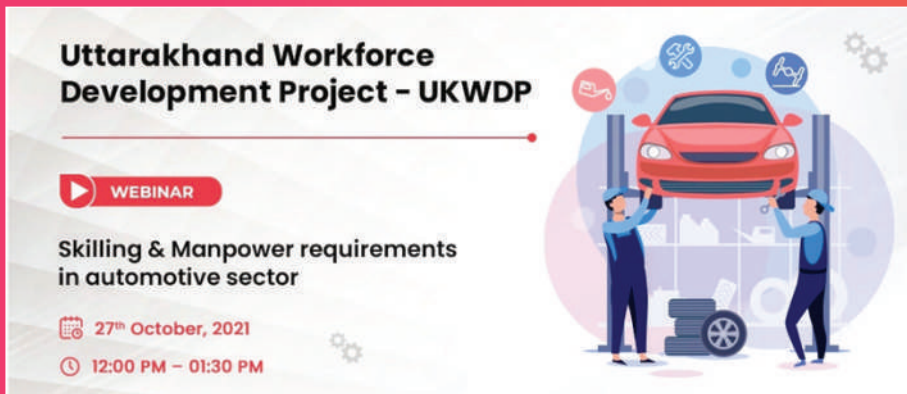 Uttarakhand Workforce
Development Project - UKWDP
WEBINAR
Skilling & Manpower requirements
in automotive sector
27th October, 2021
12:00 PM – 01:30 PM